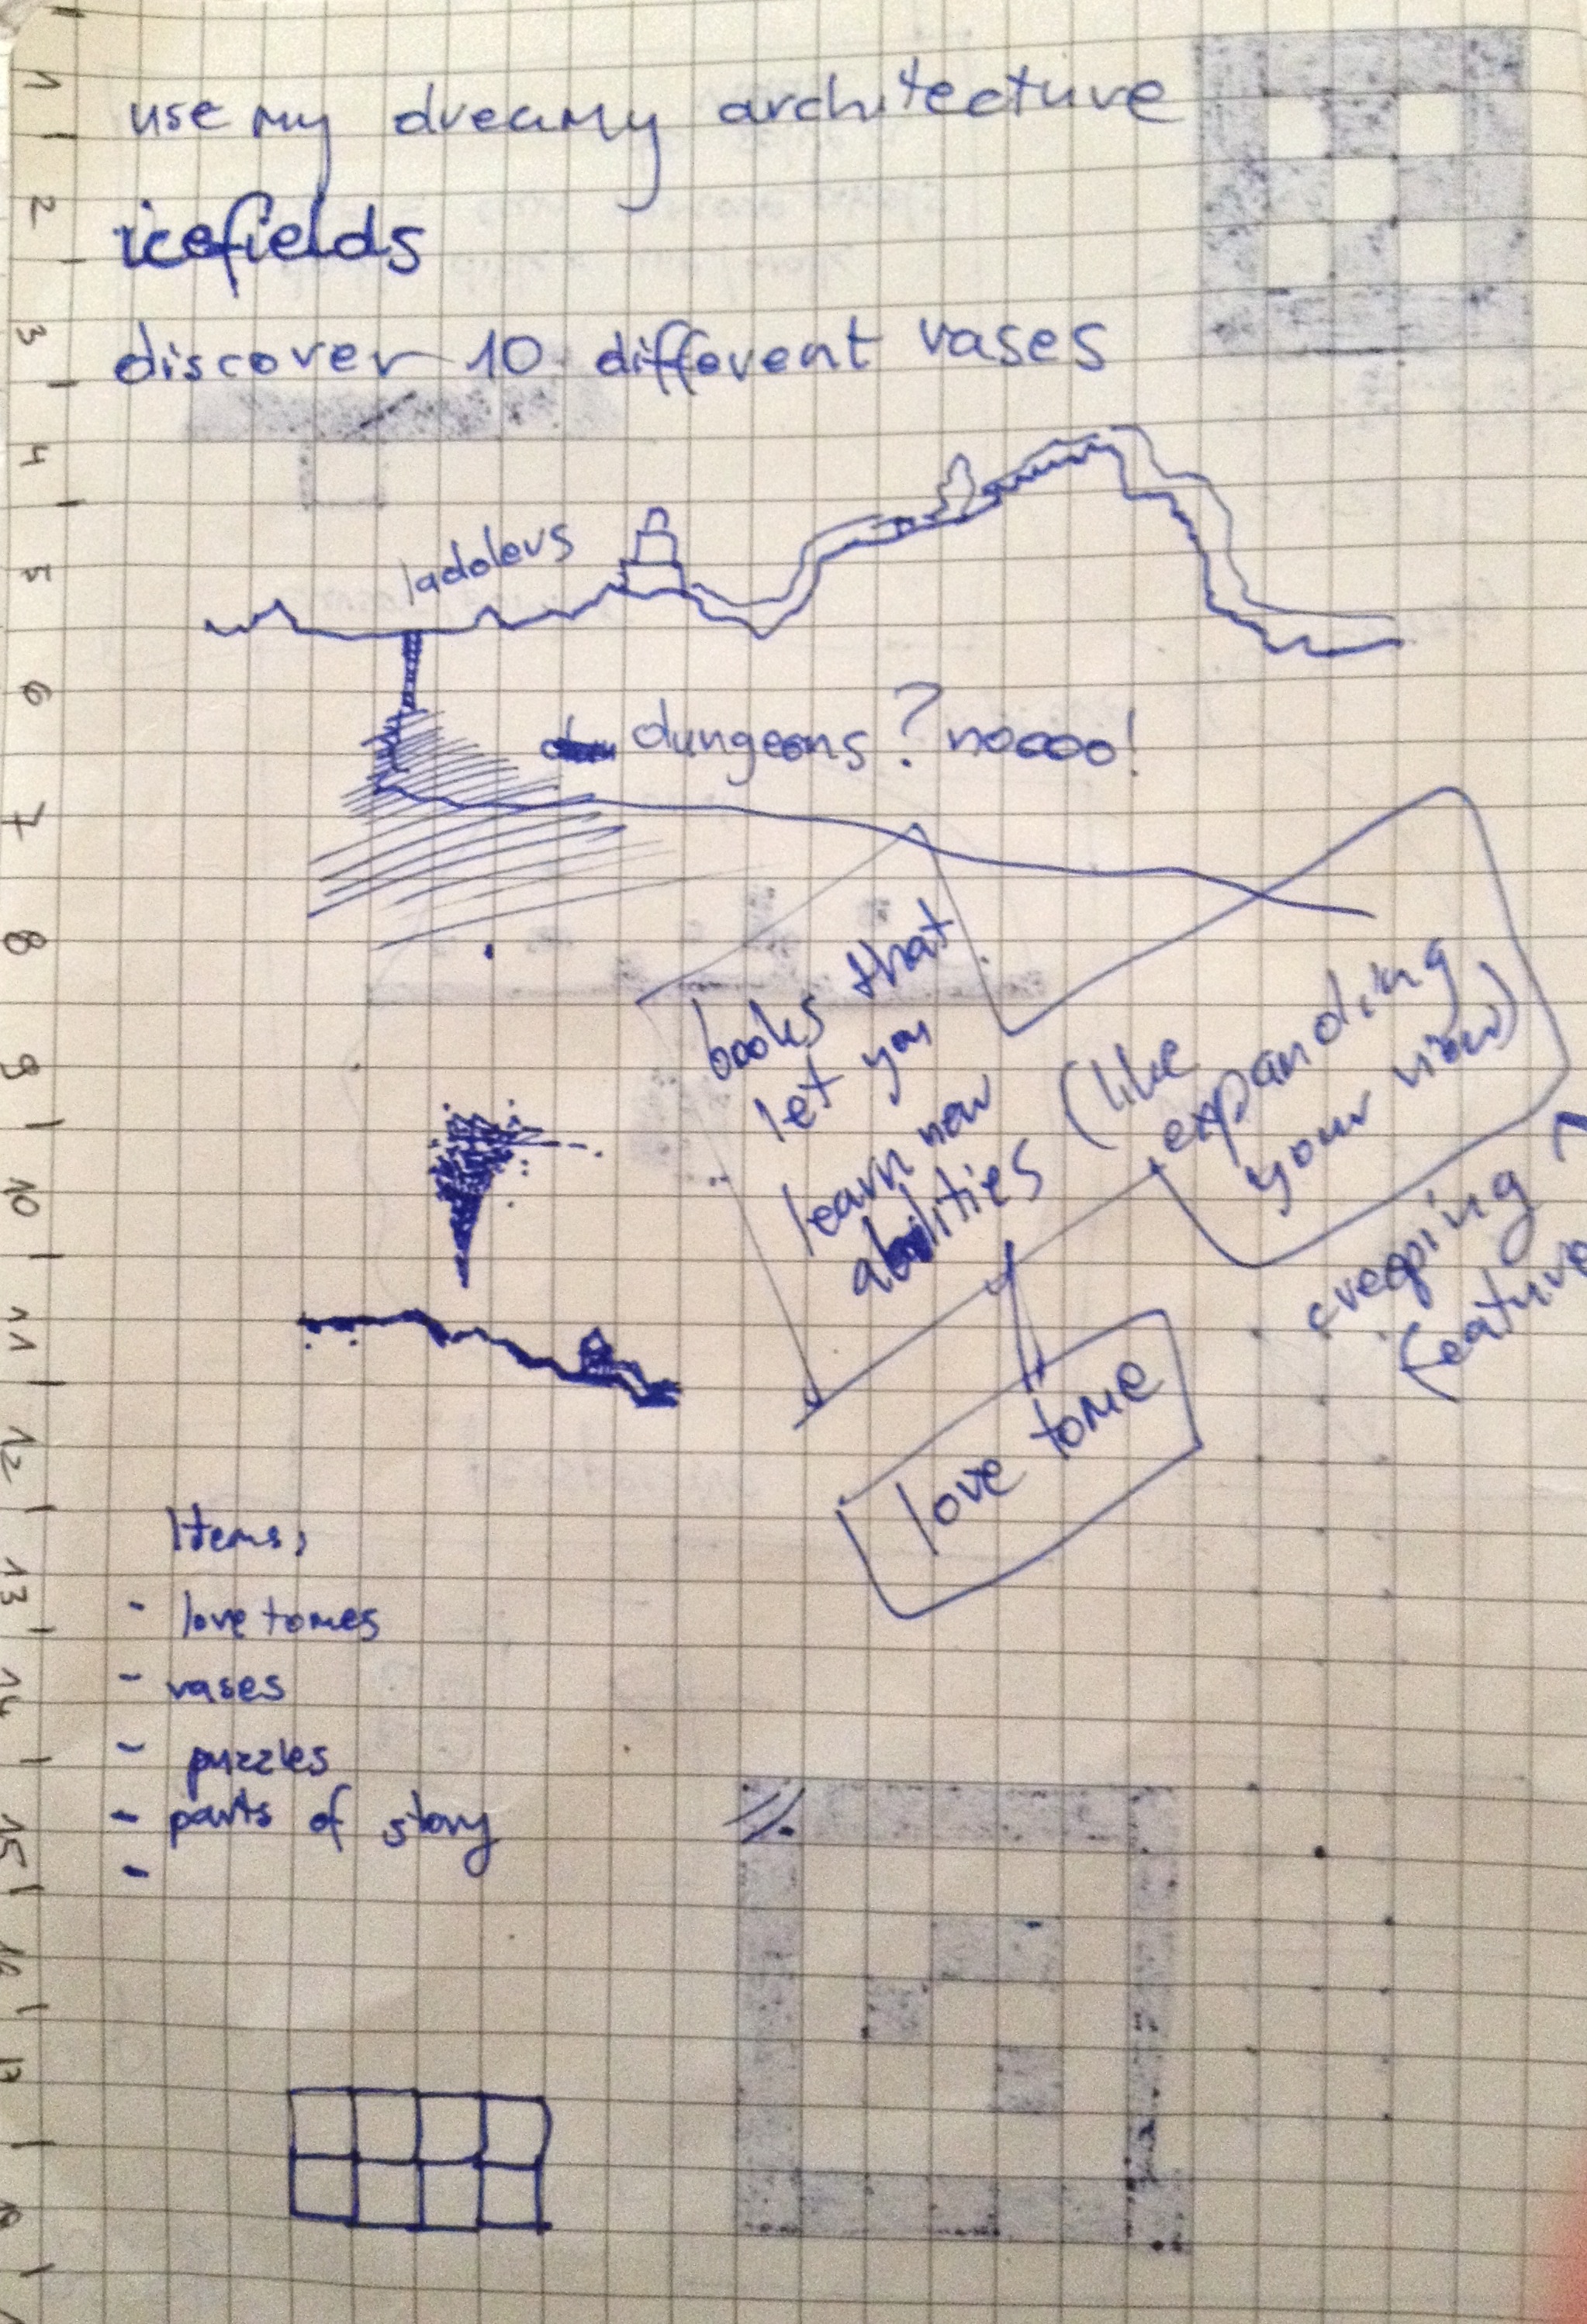 use my dreamy architecture
icefields
discover 10 different vases
dungeons? noooo!
books that
let you
learn new
abilities
(like
expanding
your view)
creeping
feature
love tome
Items:
- love tomes
- vases
- puzzles
- parts of story
-
1
2
3
4
5
6
7
8
9
10
11
12
13
14
15
16
17